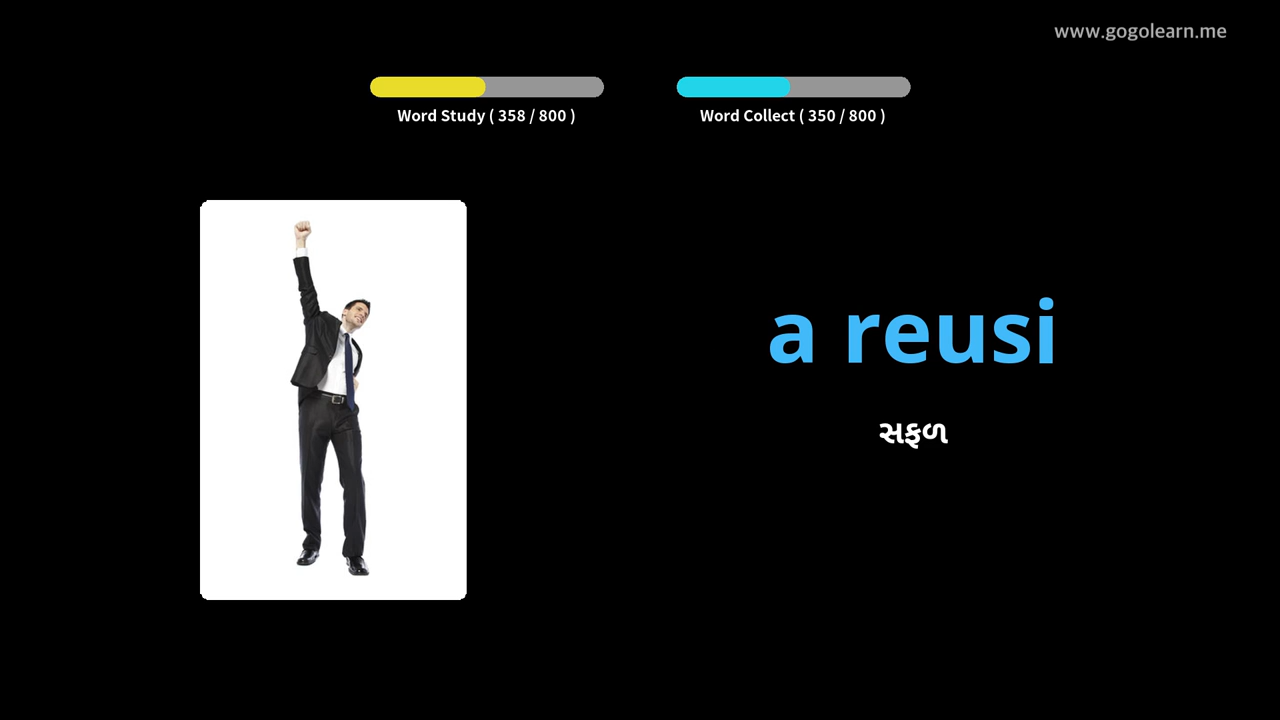 www.gogolearn.me
Word Study ( 358 / 800 )
Word Collect ( 350 / 800 )
a reusi
સફળ